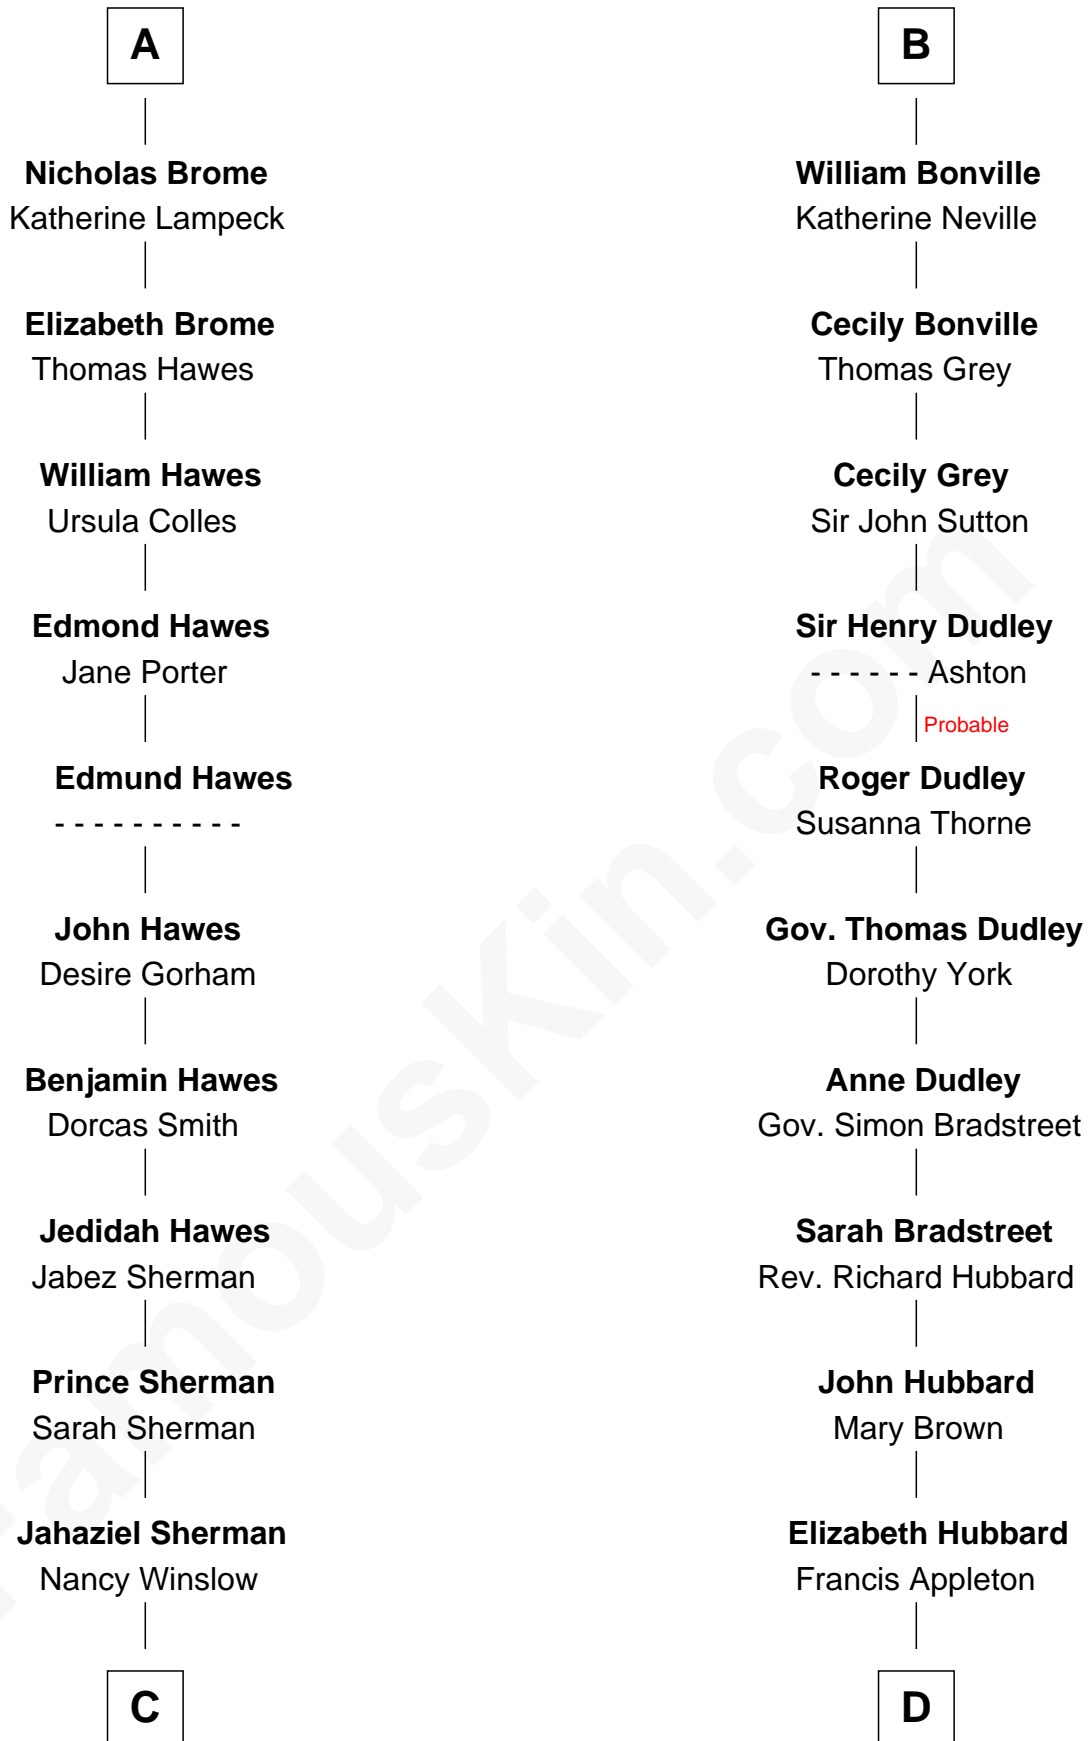 A
Nicholas Brome
Katherine Lampeck
Elizabeth Brome
Thomas Hawes
William Hawes
Ursula Colles
Edmond Hawes
Jane Porter
Edmund Hawes
- - - - - - - - - -
John Hawes
Desire Gorham
Benjamin Hawes
Dorcas Smith
Jedidah Hawes
Jabez Sherman
Prince Sherman
Sarah Sherman
Jahaziel Sherman
Nancy Winslow
C
B
William Bonville
Katherine Neville
Cecily Bonville
Thomas Grey
Cecily Grey
Sir John Sutton
Sir Henry Dudley
- - - - - - Ashton
Probable
Roger Dudley
Susanna Thorne
Gov. Thomas Dudley
Dorothy York
Anne Dudley
Gov. Simon Bradstreet
Sarah Bradstreet
Rev. Richard Hubbard
John Hubbard
Mary Brown
Elizabeth Hubbard
Francis Appleton
D
FamousKin.com